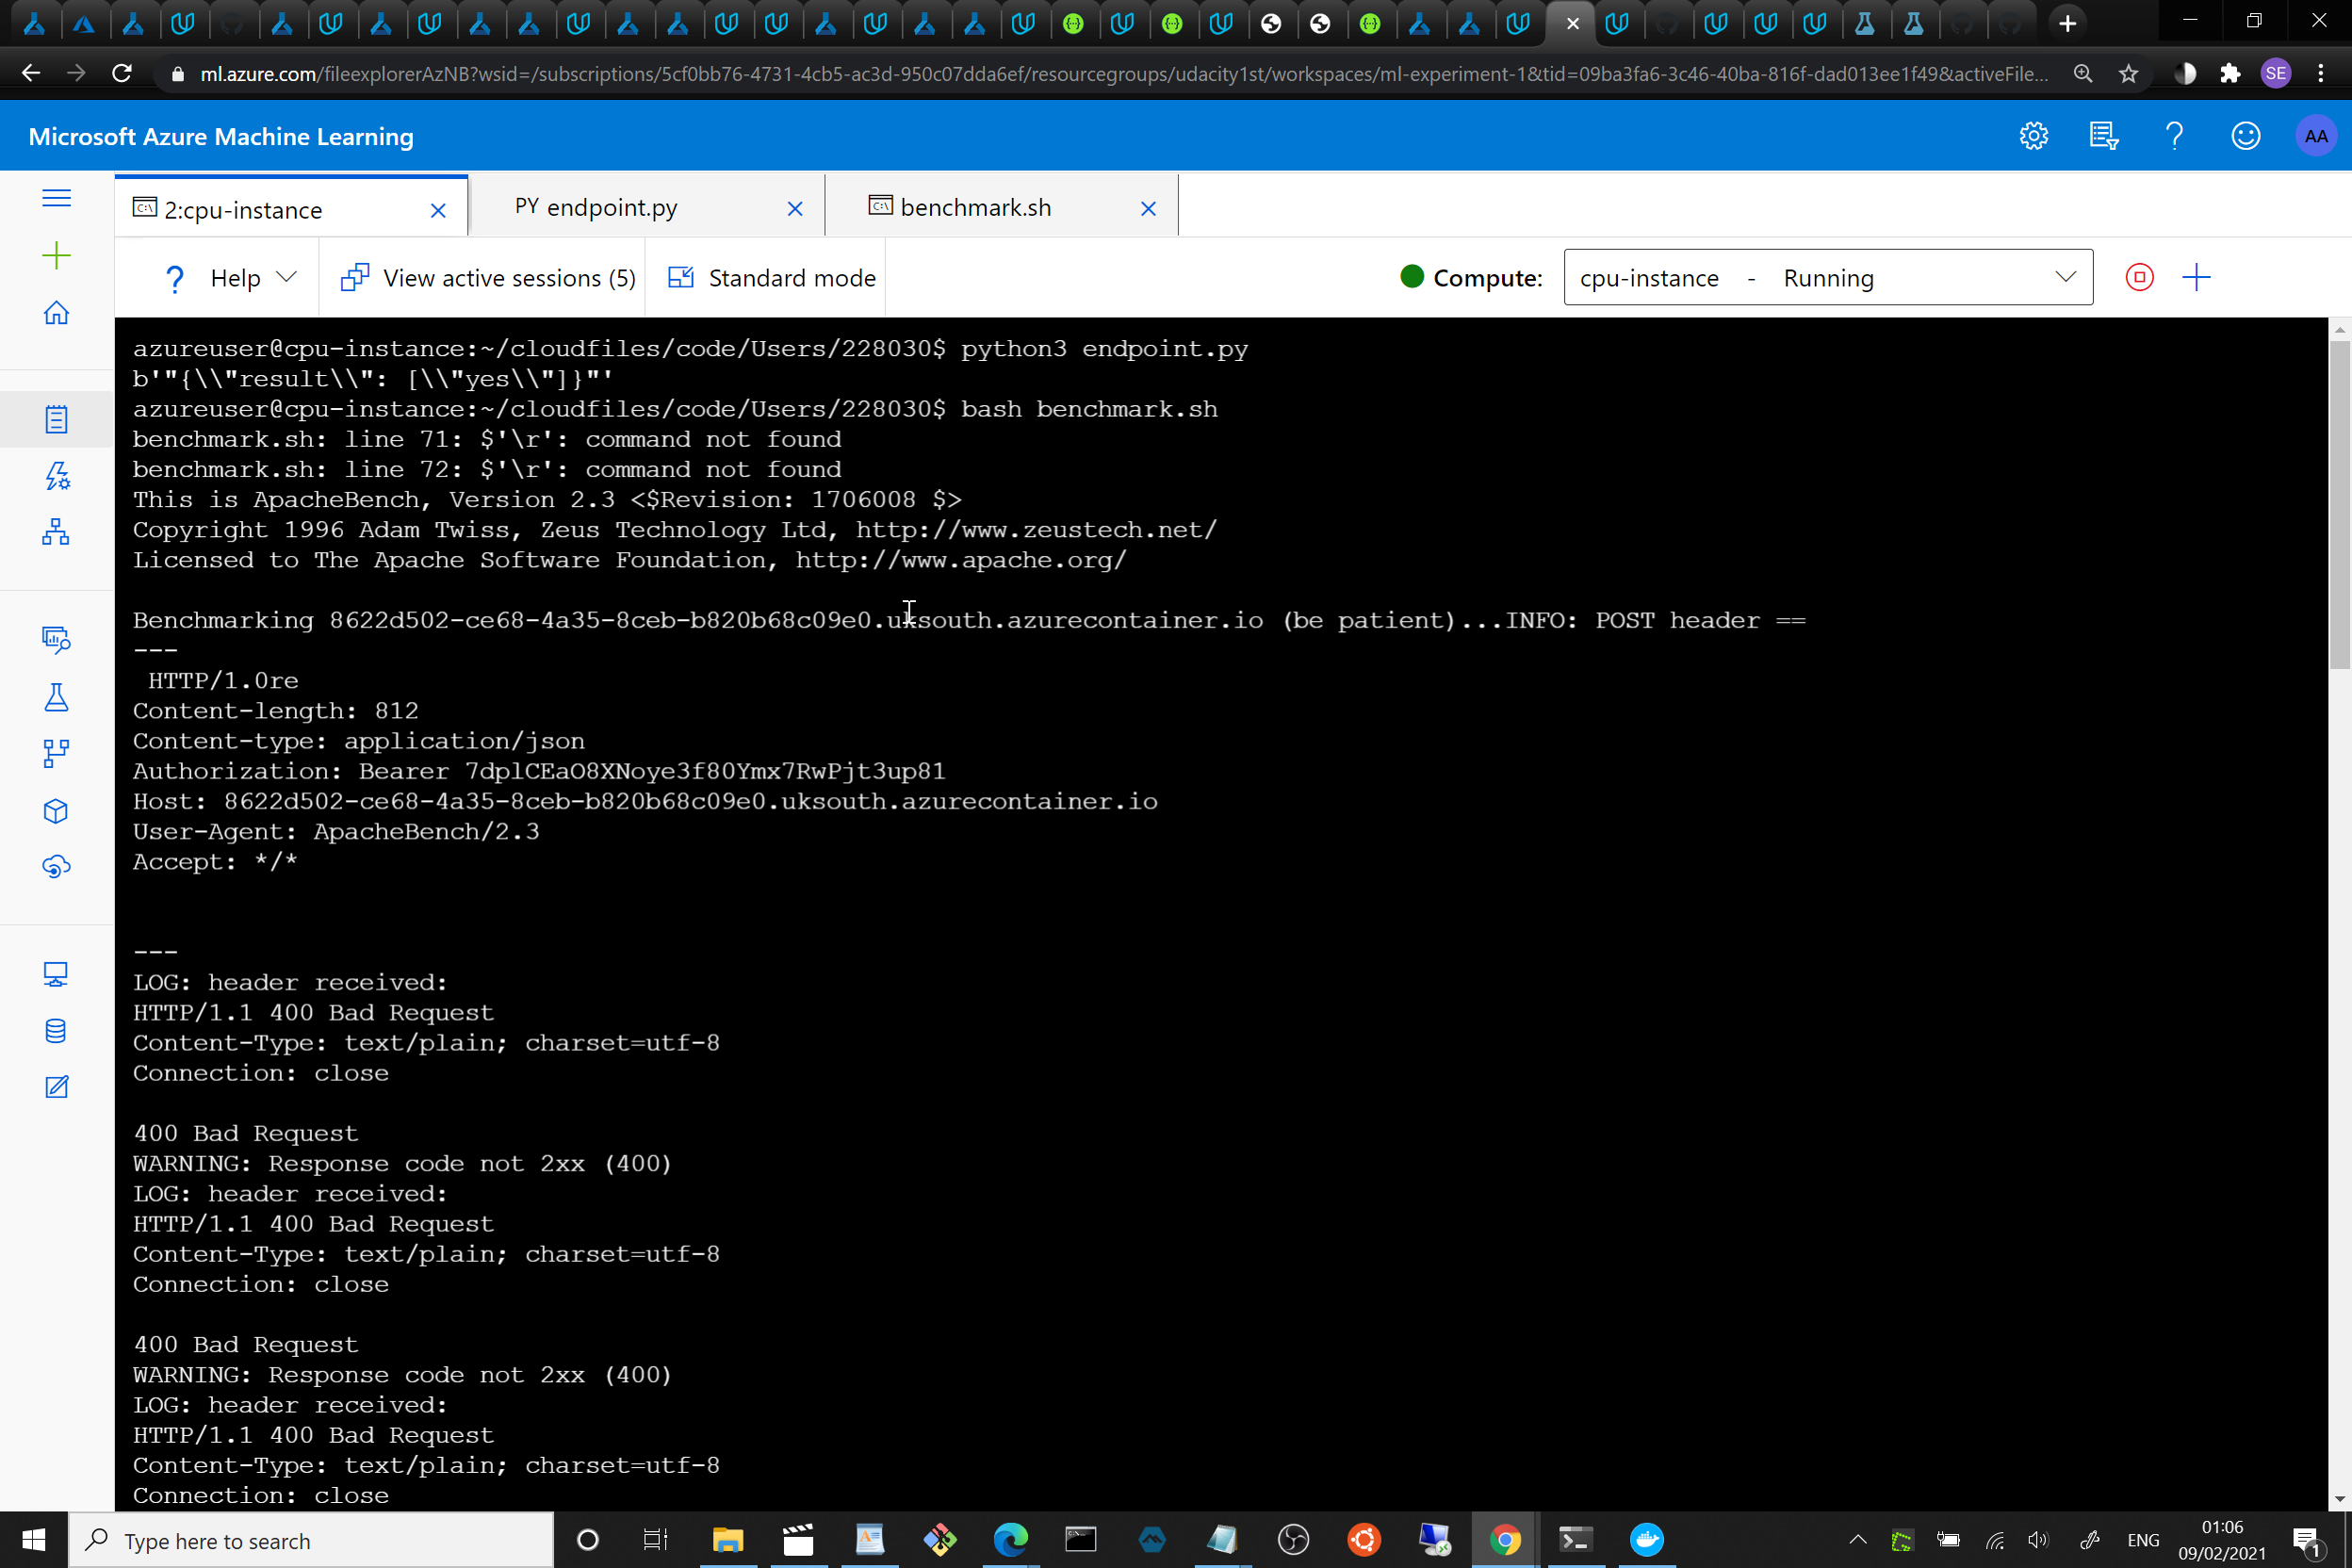 ml.azure.com/fileexplorerAzNB?wsid=/subscriptions/5cf0bb76-4731-4cb5-ac3d-950c07dda6ef/resourcegroups/udacity1st/workspaces/ml-experiment-1&tid=09ba3fa6-3c46-40ba-816f-dad013ee1f49&activeFile...
SE
Microsoft Azure Machine Learning
AA
2:cpu-instance
PY endpoint.py
benchmark.sh
? Help
View active sessions (5)
Standard mode
Compute:
cpu-instance - Running
azureuser@cpu-instance:~/cloudfiles/code/Users/228030$ python3 endpoint.py
b'"{\\"result\\": [\\"yes\\"]}"'
azureuser@cpu-instance:~/cloudfiles/code/Users/228030$ bash benchmark.sh
benchmark.sh: line 71: $'\r': command not found
benchmark.sh: line 72: $'\r': command not found
This is ApacheBench, Version 2.3 <$Revision: 1706008 $>
Copyright 1996 Adam Twiss, Zeus Technology Ltd, http://www.zeustech.net/
Licensed to The Apache Software Foundation, http://www.apache.org/
Benchmarking 8622d502-ce68-4a35-8ceb-b820b68c09e0.uksouth.azurecontainer.io (be patient)...INFO: POST header ==
---
HTTP/1.0re
Content-length: 812
Content-type: application/json
Authorization: Bearer 7dplCEaO8XNoye3f80Ymx7RwPjt3up81
Host: 8622d502-ce68-4a35-8ceb-b820b68c09e0.uksouth.azurecontainer.io
User-Agent: ApacheBench/2.3
Accept: */*
---
LOG: header received:
HTTP/1.1 400 Bad Request
Content-Type: text/plain; charset=utf-8
Connection: close
400 Bad Request
WARNING: Response code not 2xx (400)
LOG: header received:
HTTP/1.1 400 Bad Request
Content-Type: text/plain; charset=utf-8
Connection: close
400 Bad Request
WARNING: Response code not 2xx (400)
LOG: header received:
HTTP/1.1 400 Bad Request
Content-Type: text/plain; charset=utf-8
Connection: close
Type here to search
ENG
01:06
09/02/2021
1